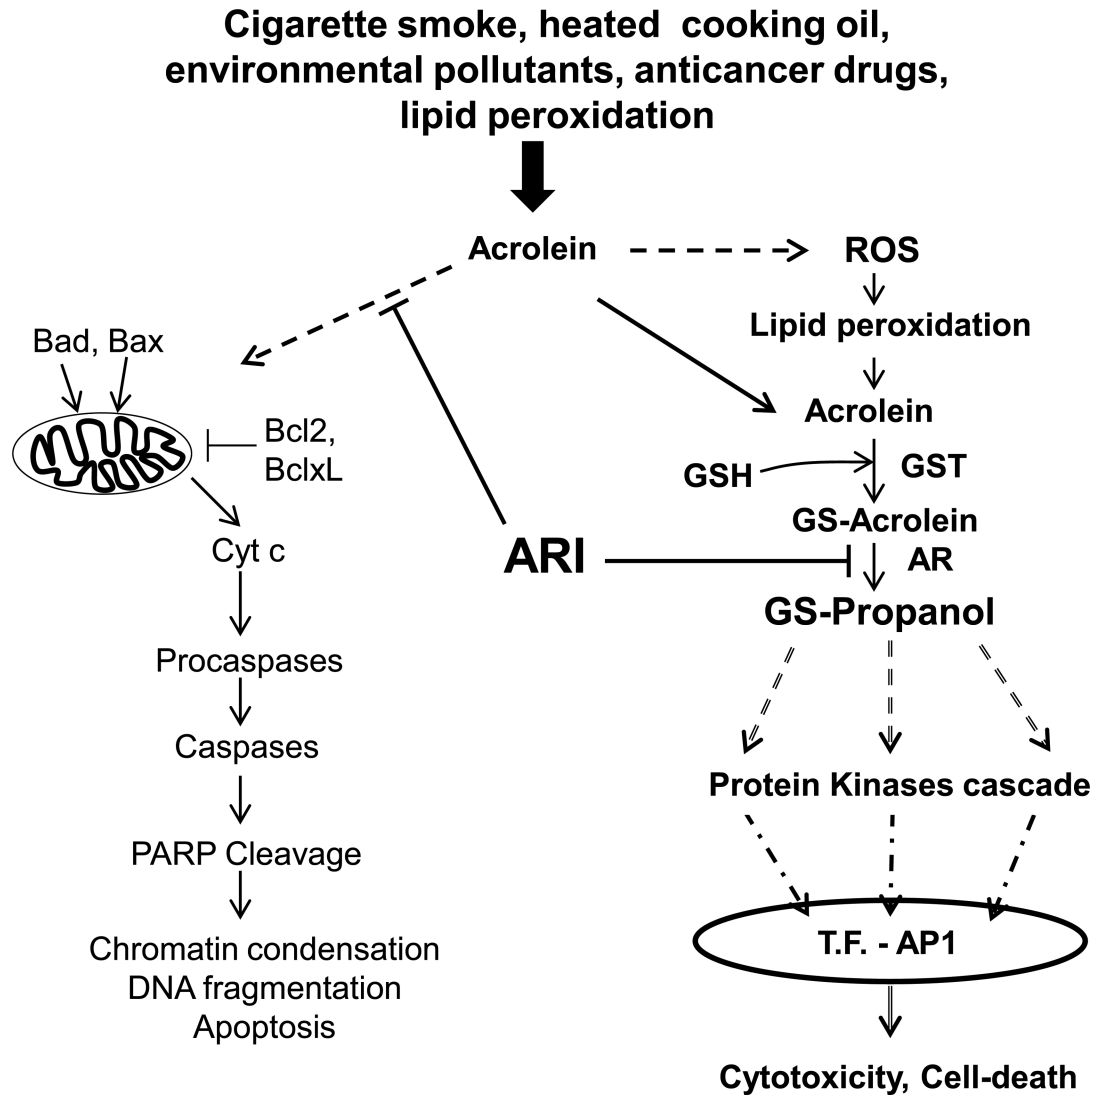 Cigarette smoke, heated cooking oil,
environmental pollutants, anticancer drugs,
lipid peroxidation
Acrolein
ROS
Lipid peroxidation
Bad, Bax
Acrolein
Bcl2,
BclxL
GSH
GST
GS-Acrolein
Cyt c
ARI
AR
GS-Propanol
Procaspases
Caspases
Protein Kinases cascade
PARP Cleavage
T.F. - AP1
Chromatin condensation
DNA fragmentation
Apoptosis
Cytotoxicity, Cell-death